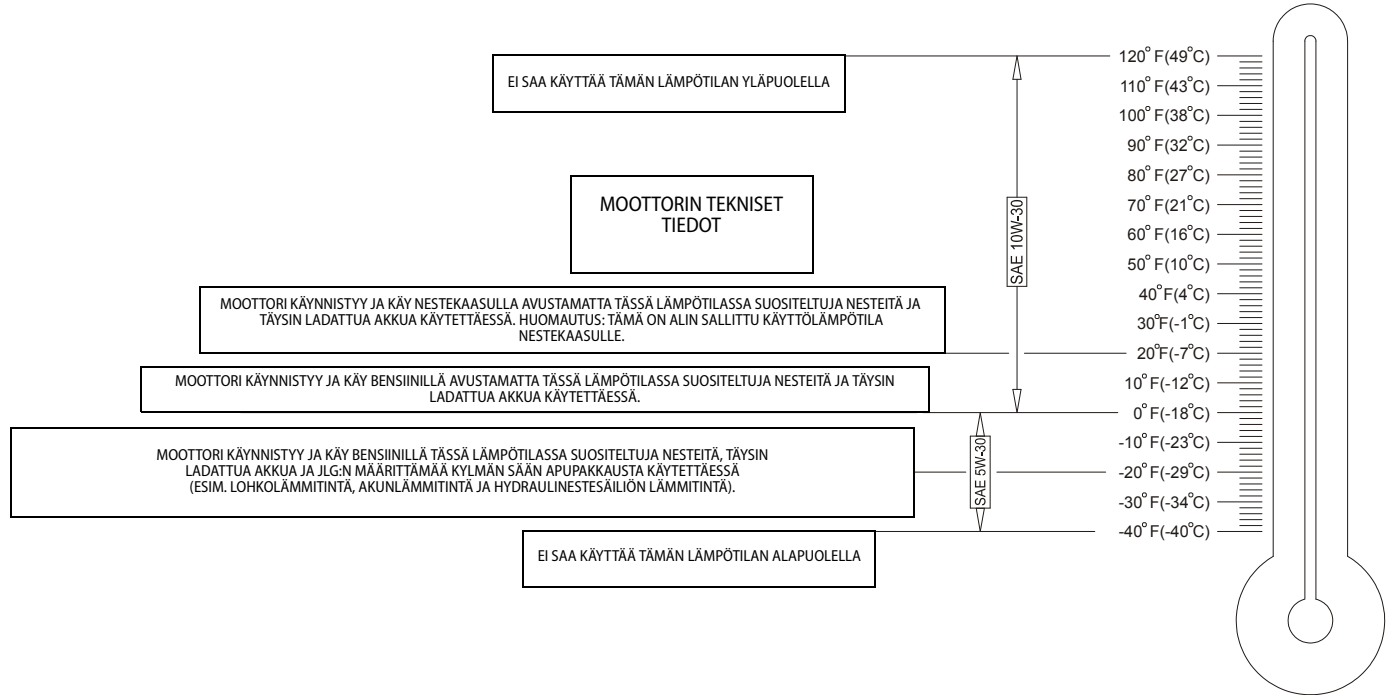 EI SAA KÄYTTÄÄ TÄMÄN LÄMPÖTILAN YLÄPUOLELLA
MOOTTORIN TEKNISET
TIEDOT
MOOTTORI KÄYNNISTYY JA KÄY NESTEKAASULLA AVUSTAMATTA TÄSSÄ LÄMPÖTILASSA SUOSITELTUJA NESTEITÄ JA
TÄYSIN LADATTUA AKKUA KÄYTETTÄESSÄ. HUOMAUTUS: TÄMÄ ON ALIN SALLITTU KÄYTTÖLÄMPÖTILA
NESTEKAASULLE.
MOOTTORI KÄYNNISTYY JA KÄY BENSIINILLÄ AVUSTAMATTA TÄSSÄ LÄMPÖTILASSA SUOSITELTUJA NESTEITÄ JA TÄYSIN
LADATTUA AKKUA KÄYTETTÄESSÄ.
MOOTTORI KÄYNNISTYY JA KÄY BENSIINILLÄ TÄSSÄ LÄMPÖTILASSA SUOSITELTUJA NESTEITÄ, TÄYSIN
LADATTUA AKKUA JA JLG:N MÄÄRITTÄMÄÄ KYLMÄN SÄÄN APUPAKKAUSTA KÄYTETTÄESSÄ
(ESIM. LOHKOLÄMMITINTÄ, AKUNLÄMMITINTÄ JA HYDRAULINESTESÄILIÖN LÄMMITINTÄ).
EI SAA KÄYTTÄÄ TÄMÄN LÄMPÖTILAN ALAPUOLELLA
SAE 10W-30
SAE 5W-30
120° F(49°C)
110° F(43°C)
100° F(38°C)
90° F(32°C)
80° F(27°C)
70° F(21°C)
60° F(16°C)
50° F(10°C)
40° F(4°C)
30°F(-1°C)
20°F(-7°C)
10° F(-12°C)
0° F(-18°C)
-10° F(-23°C)
-20° F(-29°C)
-30° F(-34°C)
-40° F(-40°C)